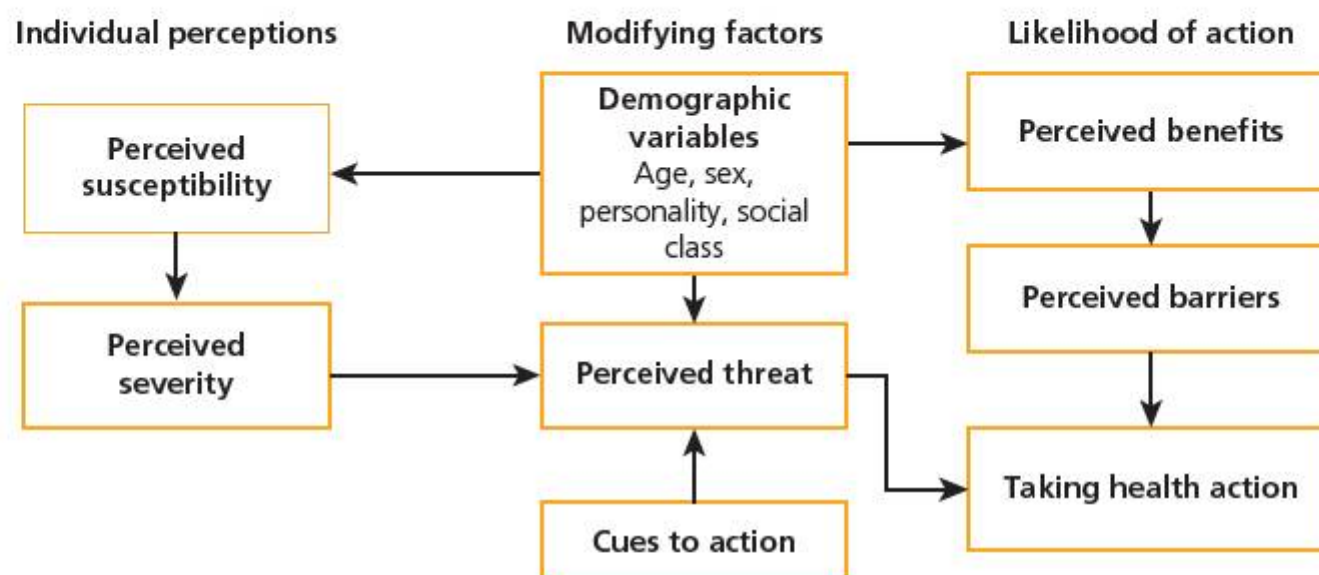 Individual perceptions
Modifying factors
Likelihood of action
Perceived
susceptibility
Perceived
severity
Demographic
variables
Age, sex,
personality, social
class
Perceived threat
Cues to action
Perceived benefits
Perceived barriers
Taking health action